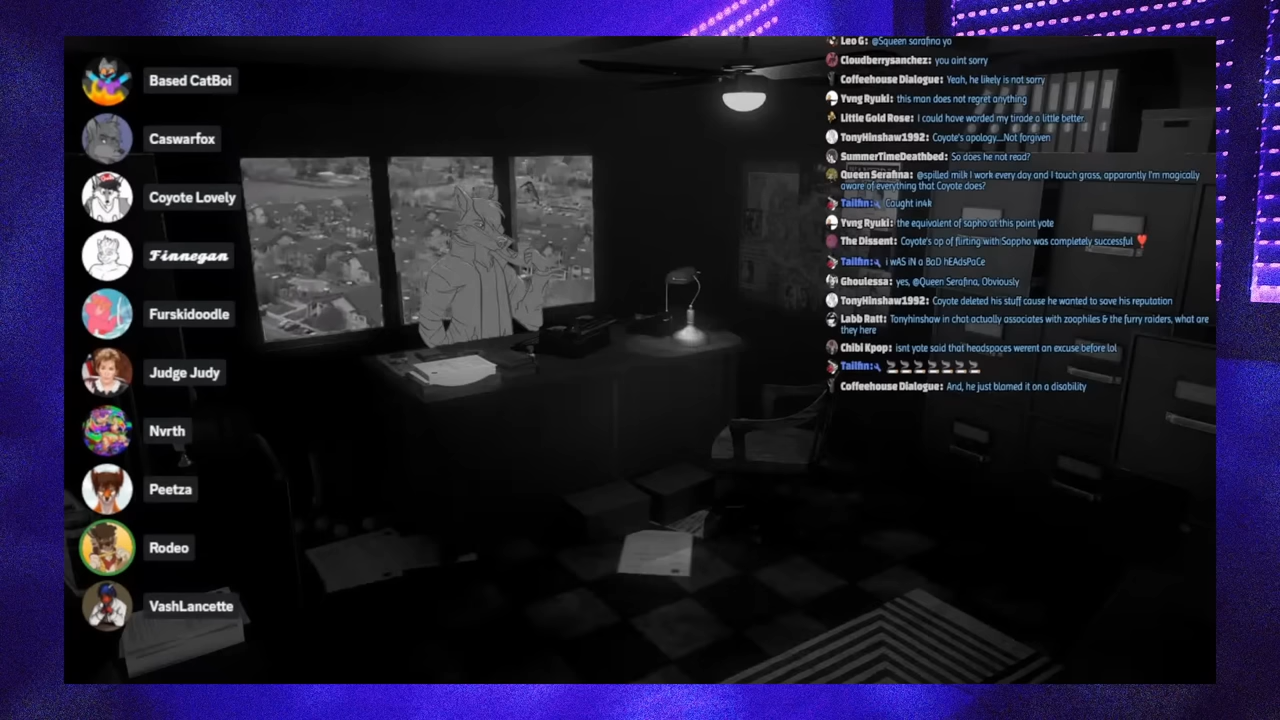 Based CatBoi
Caswarfox
Coyote Lovely
Finnegan
Furskidoodle
Judge Judy
Nvrth
Peetza
Rodeo
VashLancette
Leo G: @Squeen sarafina yo
Cloudberrysanchez: you aint sorry
Coffeehouse Dialogue: Yeah, he likely is not sorry
Yvng Ryuki: this man does not regret anything
Little Gold Rose: I could have worded my tirade a little better.
TonyHinshaw1992: Coyote's apology....Not forgiven
SummerTimeDeathbed: So does he not read?
Queen Serafina: @spilled milk I work every day and I touch grass, apparantly I'm magically
aware of everything that Coyote does?
Tailfin: Caught in4k
Yvng Ryuki: the equivalent of sapho at this point yote
The Dissent: Coyote's op of flirting with Sappho was completely successful ❣️
Tailfin: i wAS iN a BaD hEAdsPaCe
Ghoulessa: yes, @Queen Serafina, Obviously
TonyHinshaw1992: Coyote deleted his stuff cause he wanted to save his reputation
Labb Ratt: Tonyhinshaw in chat actually associates with zoophiles & the furry raiders, what are
they here
Chibi Kpop: isnt yote said that headspaces werent an excuse before lol
Tailfin:
Coffeehouse Dialogue: And, he just blamed it on a disability